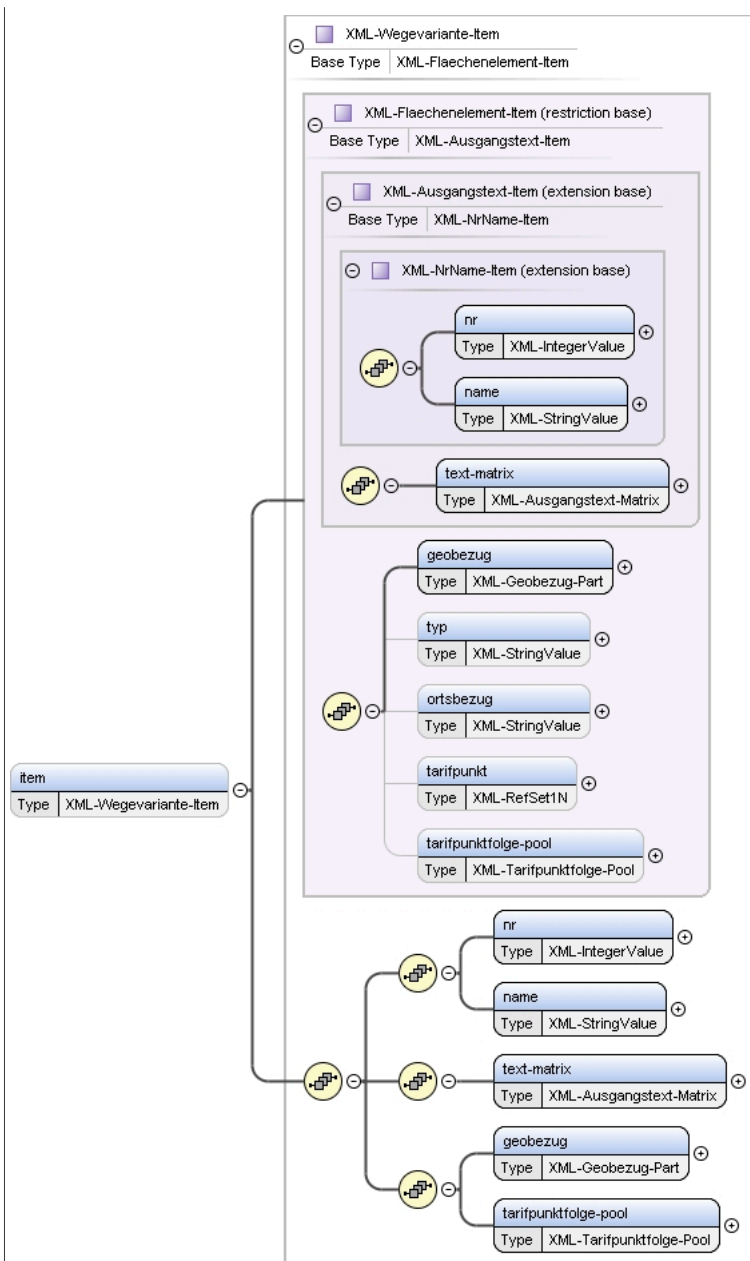 XML-Wegevariante-Item
Base Type XML-Flaechenelement-Item
XML-Flaechenelement-Item (restriction base)
Base Type XML-Ausgangstext-Item
XML-Ausgangstext-Item (extension base)
Base Type XML-NrName-Item
XML-NrName-Item (extension base)
nr
Type XML-IntegerValue
name
Type XML-StringValue
text-matrix
Type XML-Ausgangstext-Matrix
geobezug
Type XML-Geobezug-Part
typ
Type XML-StringValue
ortsbezug
Type XML-StringValue
tarifpunkt
Type XML-RefSet1N
tarifpunktfolge-pool
Type XML-Tarifpunktfolge-Pool
item
Type XML-Wegevariante-Item
nr
Type XML-IntegerValue
name
Type XML-StringValue
text-matrix
Type XML-Ausgangstext-Matrix
geobezug
Type XML-Geobezug-Part
tarifpunktfolge-pool
Type XML-Tarifpunktfolge-Pool